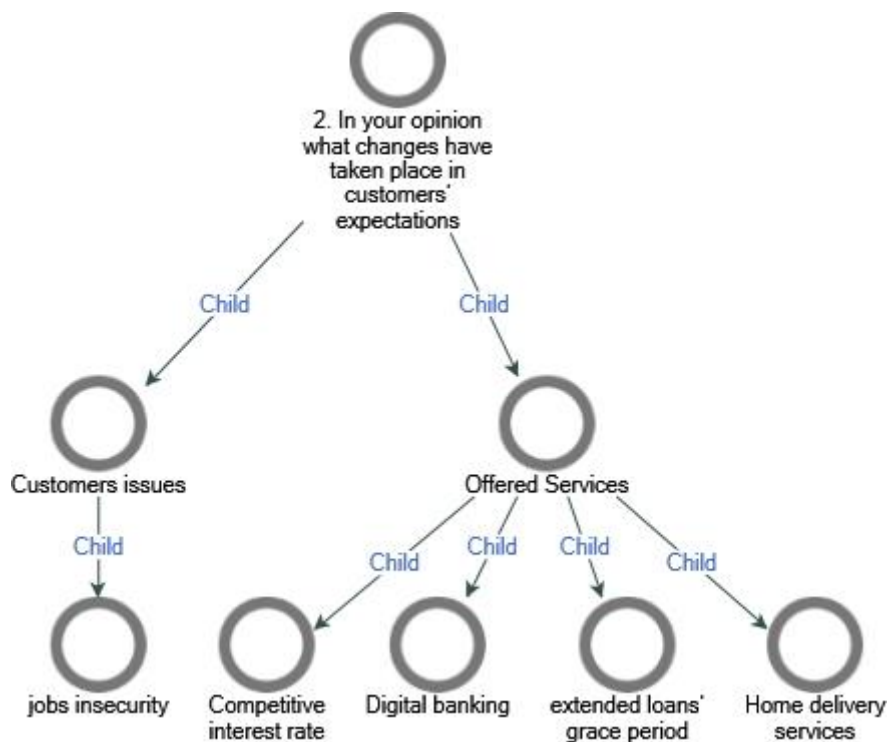 2. In your opinion
what changes have
taken place in
customers'
expectations
Child
Child
Customers issues
Offered Services
Child
Child
Child
Child
Child
jobs insecurity
Competitive
interest rate
Digital banking
extended loans'
grace period
Home delivery
services